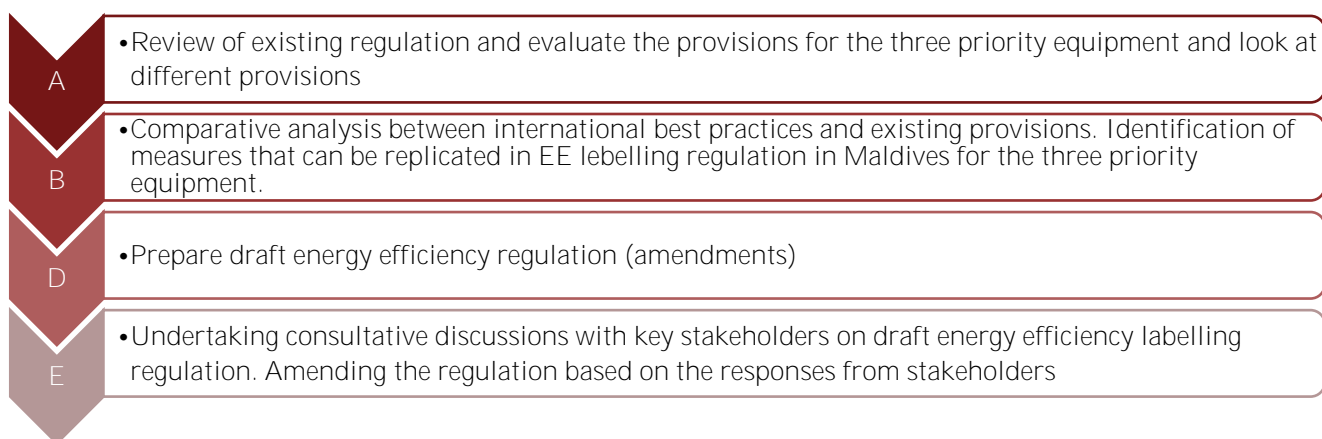 A
•Review of existing regulation and evaluate the provisions for the three priority equipment and look at
different provisions
B
•Comparative analysis between international best practices and existing provisions. Identification of
measures that can be replicated in EE lebelling regulation in Maldives for the three priority
equipment.
D
•Prepare draft energy efficiency regulation (amendments)
E
•Undertaking consultative discussions with key stakeholders on draft energy efficiency labelling
regulation. Amending the regulation based on the responses from stakeholders